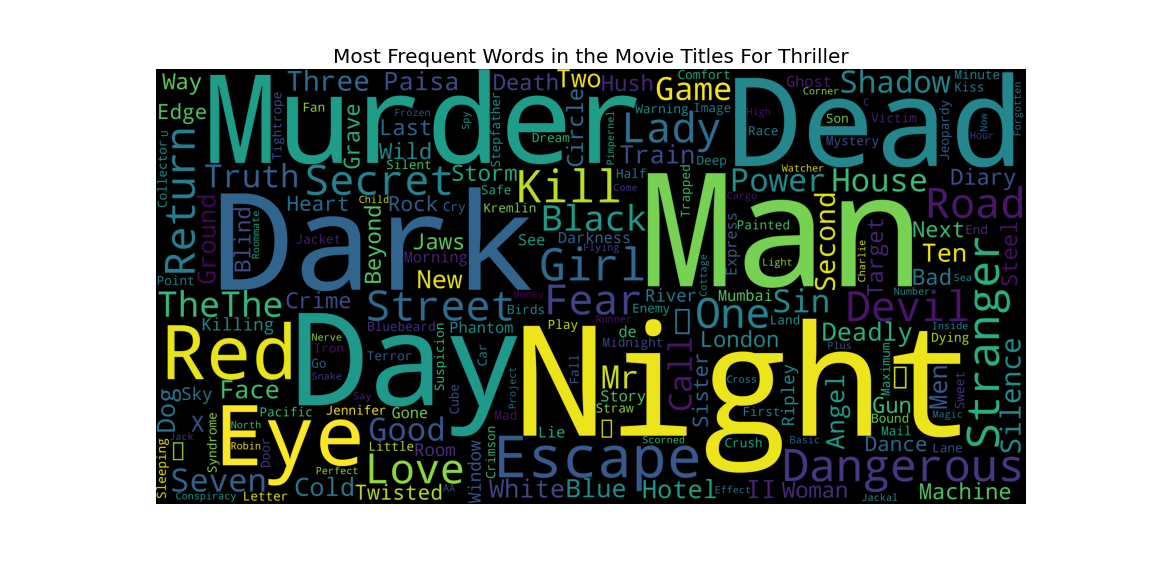 Most Frequent Words in the Movie Titles For Thriller
Way
Three
Paisa
Death
Two
Hush
Game
Comfort
Ghost
Shadow
Minute
Kiss
Corner
Murder
Dead
Edge
Tightrope
Fan
Grave
Frozen
Last
Wild
Silent
Spy
Stepfather
Dream
Circle
Pimpernel
Warning
Image
Lady
Train
Deep
High
Race
Son
C
Victim
Mystery
Jeopardy
Hour
Now
Forgotten
Collector
U
Return
Truth
Secret
Storm
Kill
Half
Come
Trapped
Power
Watcher
House
Diary
Heart
Child
Rock
Cry
Safe
Kremlin
Black
Man
Cargo
Road
Ground
Blind
Roommate
Dark
Jacket
Beyond
Jaws
Morning
See
Darkness
Flying
Girl
Express
Painted
Light
Second
Charlie
Target
Next
End
Ten
Steel
Bad
Sea
Point
New
Cottage
Number
TheThe
Crime
Street
Money
Birds
Fear
River
Enemy
Mumbai
Sin
Devil
Stranger
Killing
Bluebeard
Phantom
Play
Runner
de
Midnight
One
Land
London
Deadly
Inside
Dying
Red
Day
Nerve
Iron
Go
Snake
Terror
Suspicion
Car
Night
Fall
Mr
Call
Plus
Maximum
Men
Silence
Dog
Sky
Face
Say
Cube
Project
Story
Straw
Sister
Cross
First
Ripley
Angel
Gun
Bound
Mail
Sweet
Magic
X
Jack
Syndrome
Eye
North
Robin
Door
Pacific
Jennifer
Gone
Good
Mad
Lie
Scorned
Crush
Basic
Dance
Lane
Sleeping
Little
Room
Perfect
Love
Window
Crimson
Escape
Dangerous
Seven
Conspiracy
Letter
Cold
Twisted
AA
White
Blue
Hotel
Effect
II
Woman
Jackal
Machine